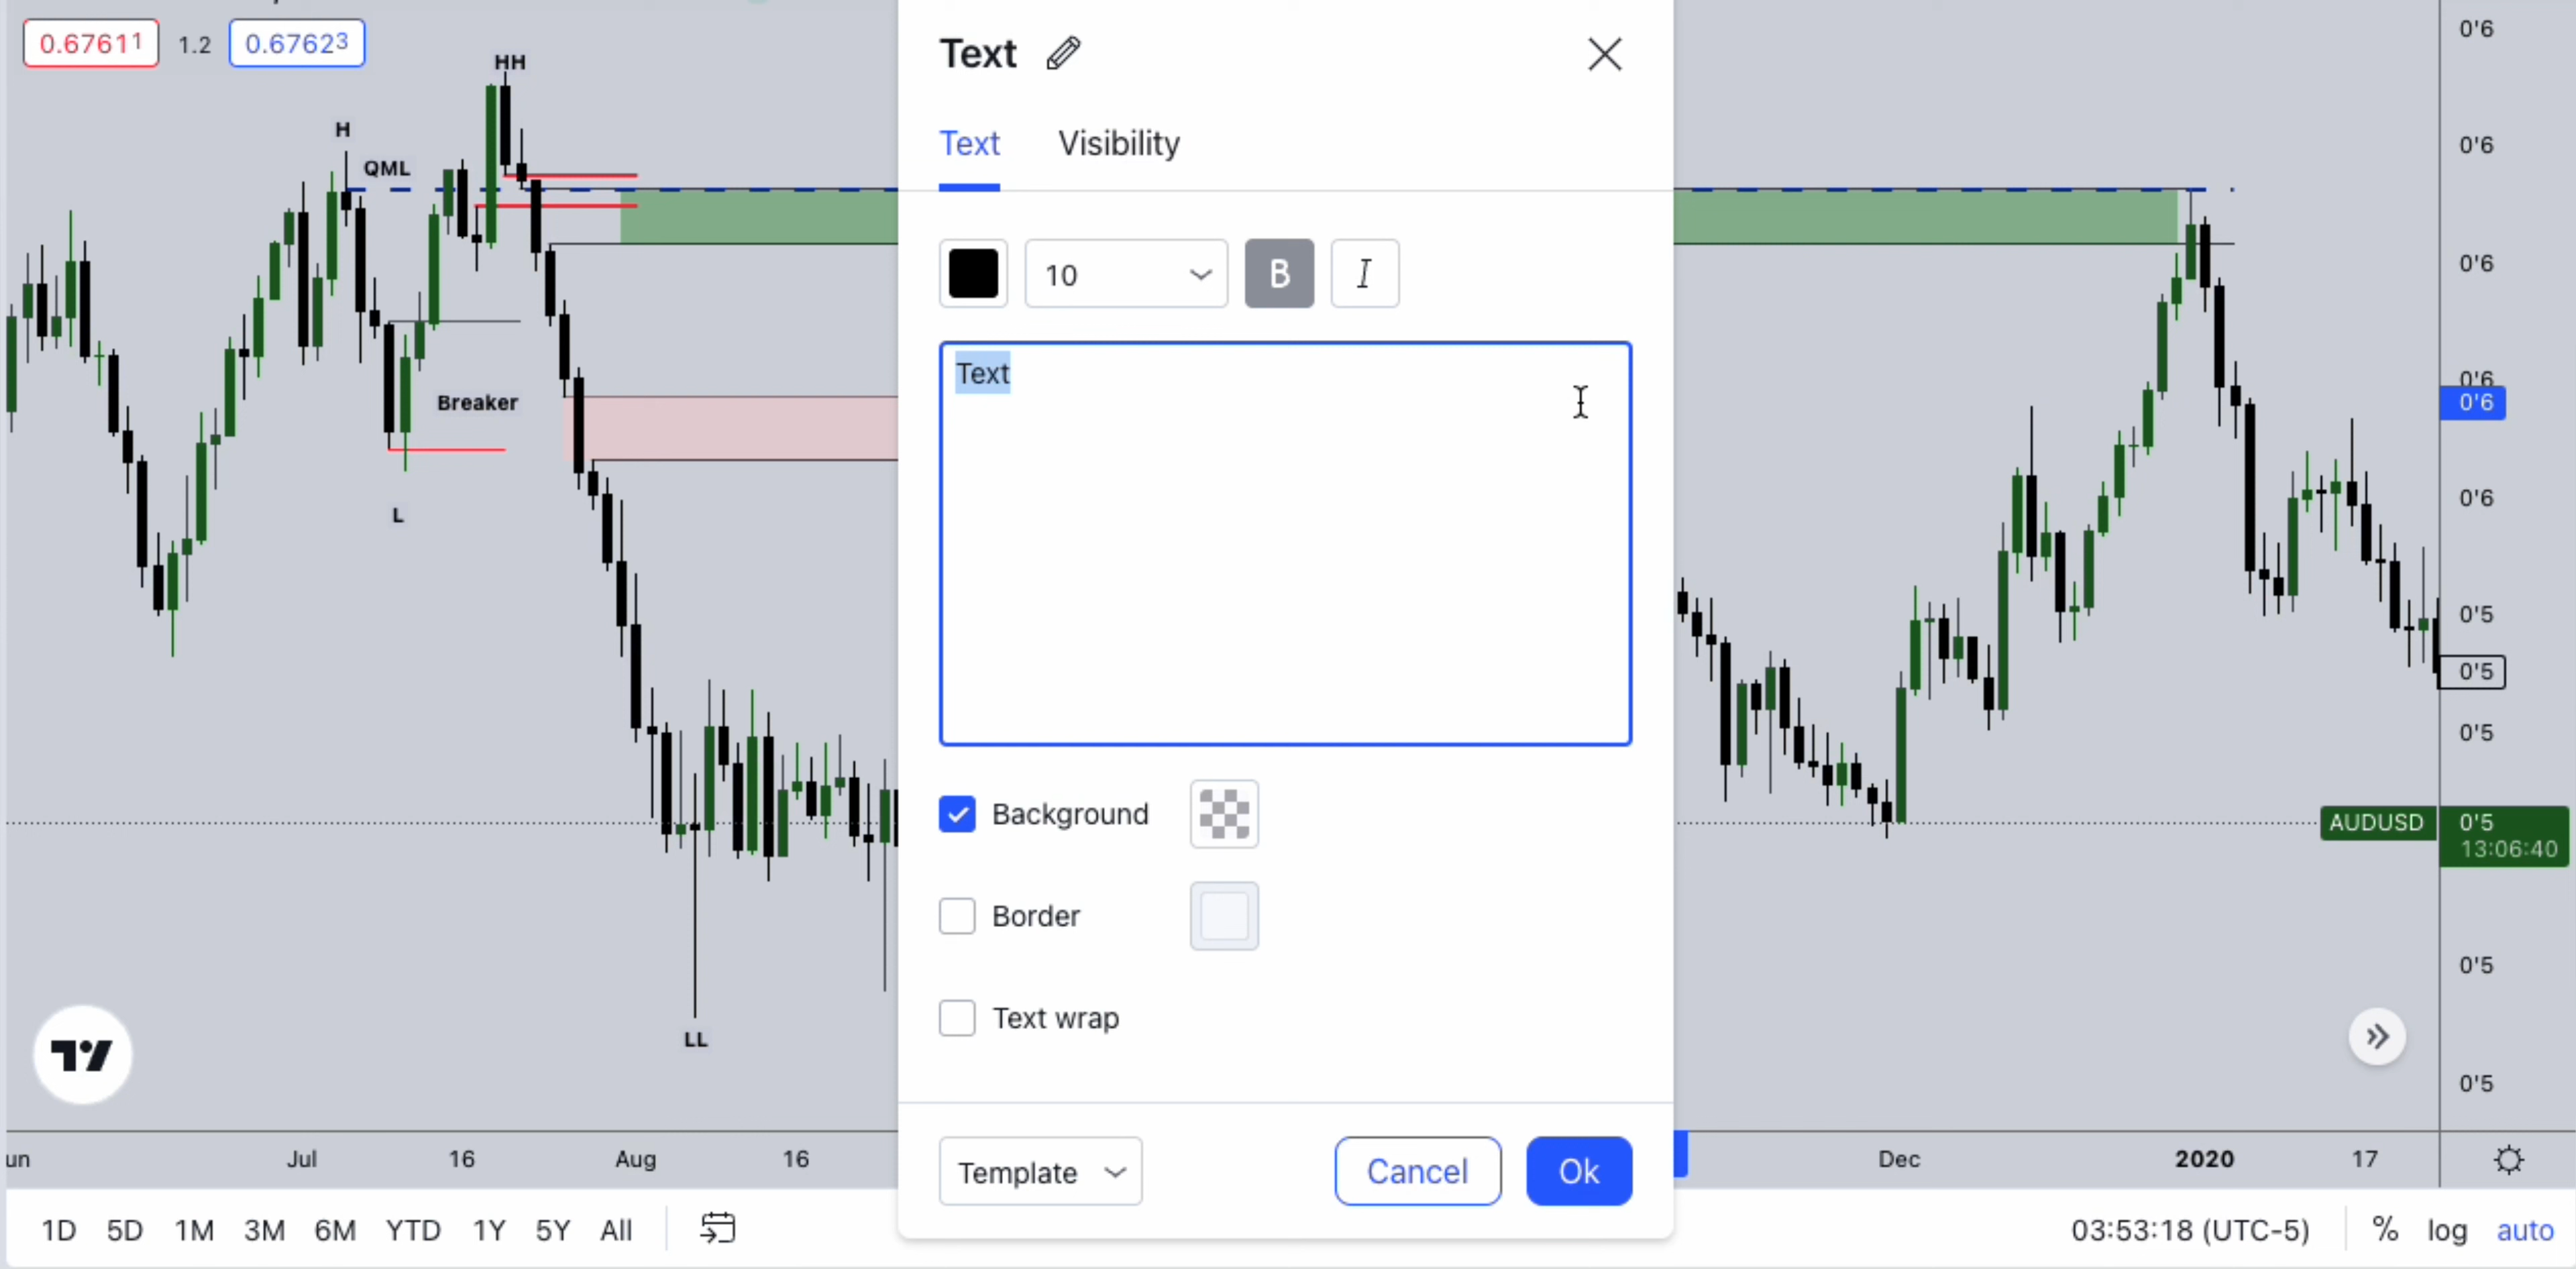 0.67611 1.2 0.67623
HH
H
QML
Breaker
L
LL
Text
Text Visibility
10 B I
Text
Background
Border
Text wrap
Template Cancel Ok
0'6
0'6
0'6
0'6
0'6
0'6
0'5
0'5
0'5
AUDUSD 0'5
13:06:40
0'5
0'5
un Jul 16 Aug 16 Dec 2020 17
1D 5D 1M 3M 6M YTD 1Y 5Y All 03:53:18 (UTC-5) % log auto